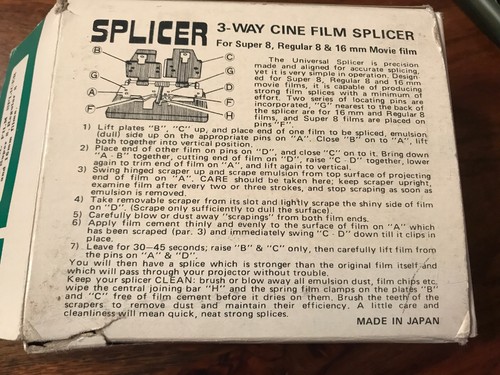 SPLICER 3-WAY CINE FILM SPLICER
For Super 8, Regular 8 & 16 mm Movie film
B
C
G
G
A
D
F
F
E
H
The Universal Splicer is precision
made and aligned for accurate splicing,
yet it is very simple in operation. Design
ed for Super 8, Regular 8 and 16 mm
movie films, it is capable of producing
strong film splices with a minimum of
effort. Two series of locating pins are
incorporated, "G" nearest to the back
of the splicer are for 16 mm and Regular 8
films, and Super 8 films are placed on
pins "F".
1) Lift plates "B", "C" up, and place end of one film to be spliced, emulsion
(dull) side up on the appropriate pins on "A". Close "B" on to "A", lift
both together into vertical position.
2) Place end of other film on pins on "D", and close "C" on to it. Bring down
"A - B" together, cutting end of film on "D", raise "C - D" together, lower
again to trim end of film on "A", and lift again to vertical.
3) Swing hinged scraper up and scrape emulsion from top surface of projecting
end of film on "A". CARE should be taken here; keep scraper upright,
examine film after every two or three strokes, and stop scraping as soon as
emulsion is removed.
4) Take removable scraper from its slot and lightly scrape the shiny side of film
on "D". (Scrape only sufficiently to dull the surface).
5) Carefully blow or dust away "scrapings" from both film ends.
6) Apply film cement thinly and evenly to the surface of film on "A" which
has been scraped (par. 3) and immediately swing "C - D" down till it clips in
place.
7) Leave for 30—45 seconds; raise "B" & "C" only, then carefully lift film from
the pins on "A" & "D".
You will then have a splice which is stronger than the original film itself and
which will pass through your projector without trouble.
Keep your splicer CLEAN: brush or blow away all emulsion dust, film chips etc.
wipe the central joining bar "H" and the spring film clamps on the plates "B"
and "C" free of film cement before it dries on them. Brush the teeth of the
scrapers to remove dust and maintain their efficiency. A little care and
cleanliness will mean quick, neat strong splices.
MADE IN JAPAN